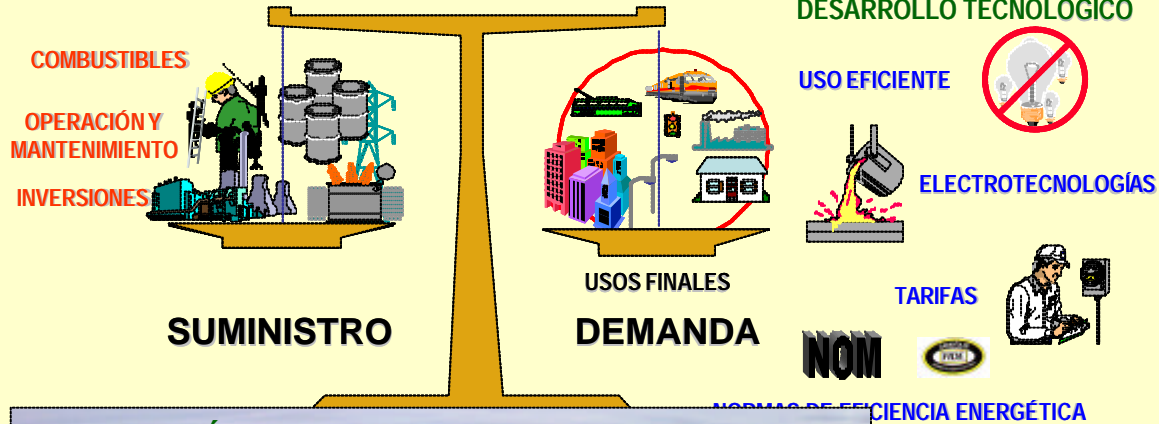 DESARROLLO TECNOLÓGICO
COMBUSTIBLES
OPERACIÓN Y
MANTENIMIENTO
INVERSIONES
USO EFICIENTE
ELECTROTECNOLOGÍAS
USOS FINALES
SUMINISTRO
DEMANDA
TARIFAS
NOM
NORMAS DE EFICIENCIA ENERGÉTICA